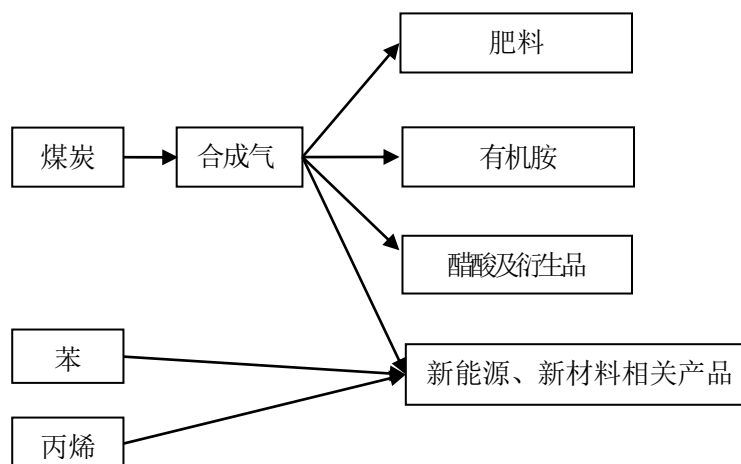 肥料
煤炭
合成气
有机胺
醋酸及衍生品
苯
新能源、新材料相关产品
丙烯